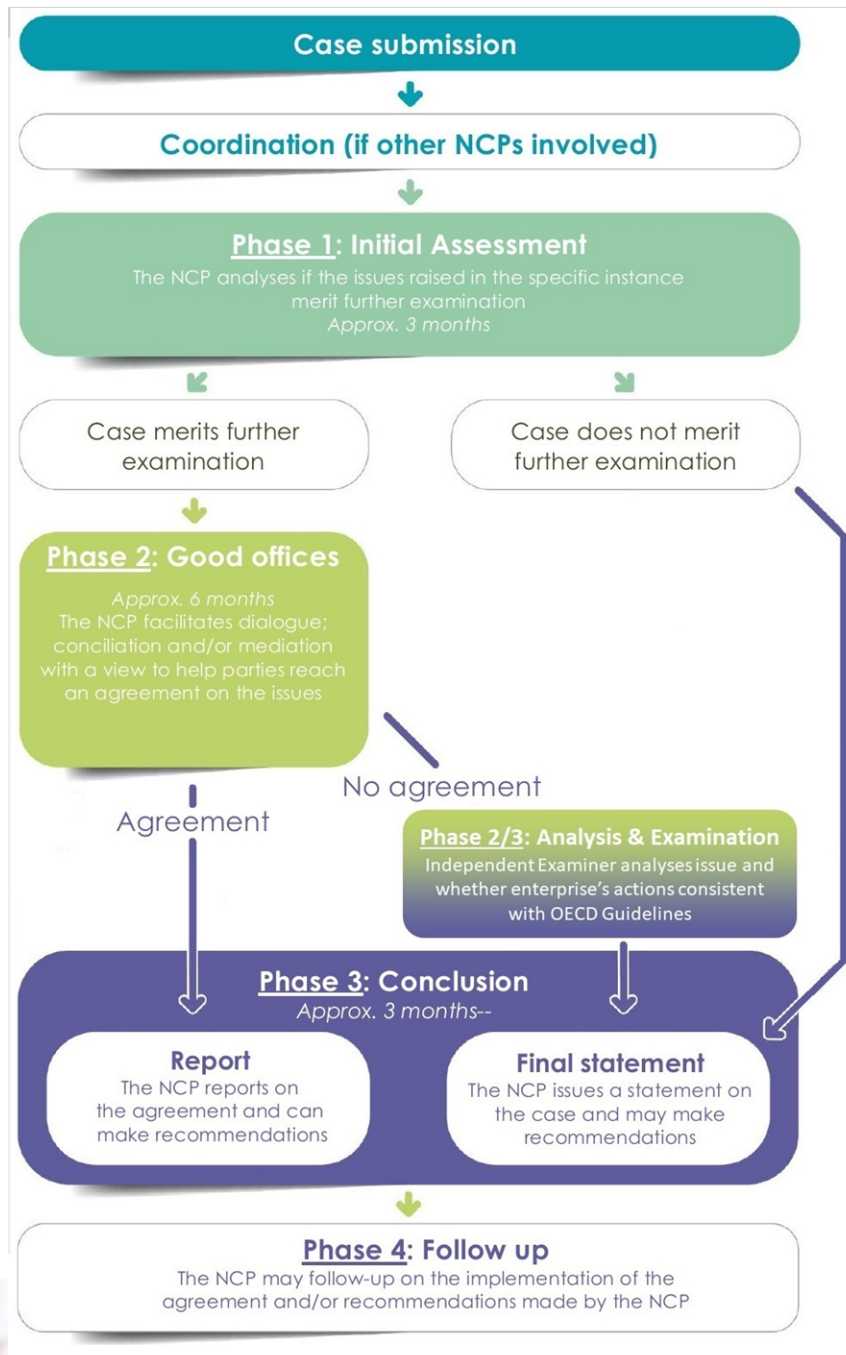 Case submission
Coordination (if other NCPs involved)
Phase 1: Initial Assessment
The NCP analyses if the issues raised in the specific instance
merit further examination
Approx. 3 months
Case merits further
examination
Case does not merit
further examination
Phase 2: Good offices
Approx. 6 months
The NCP facilitates dialogue;
conciliation and/or mediation
with a view to help parties reach
an agreement on the issues
No agreement
Agreement
Phase 2/3: Analysis & Examination
Independent Examiner analyses issue and
whether enterprise’s actions consistent
with OECD Guidelines
Phase 3: Conclusion
Approx. 3 months--
Report
The NCP reports on
the agreement and can
make recommendations
Final statement
The NCP issues a statement on
the case and may make
recommendations
Phase 4: Follow up
The NCP may follow-up on the implementation of the
agreement and/or recommendations made by the NCP